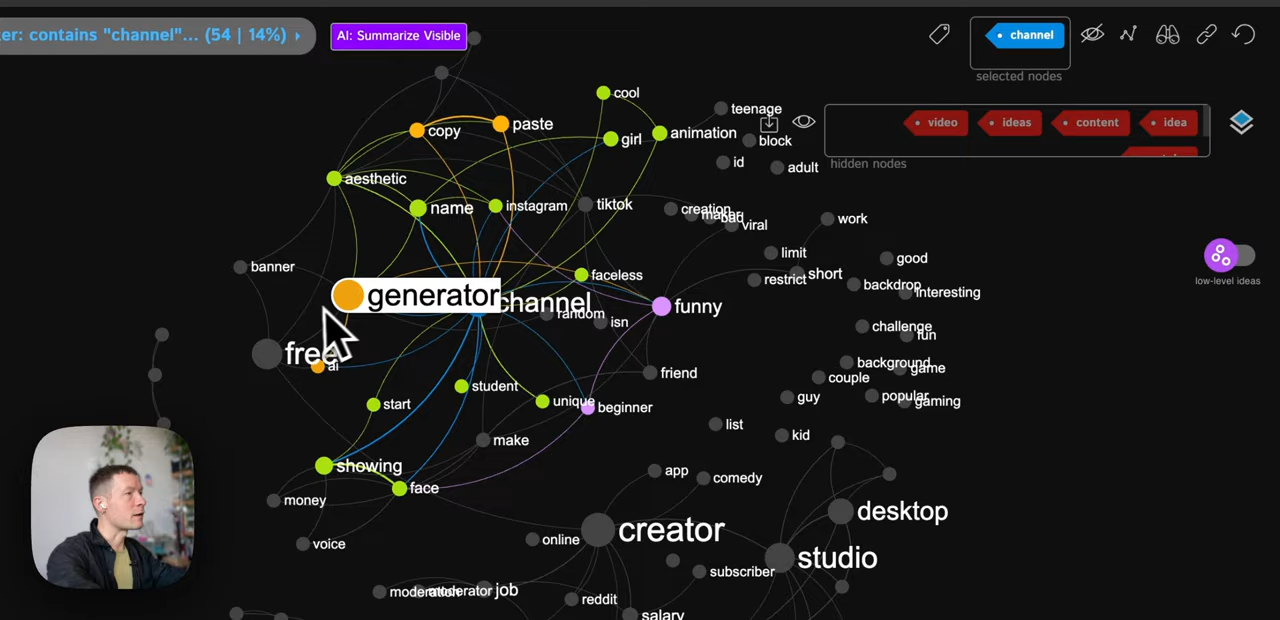 er: contains "channel"... (54 | 14%)
AI: Summarize Visible
channel
selected nodes
video
ideas
content
idea
hidden nodes
low-level ideas
cool
teenage
copy
paste
girl
animation
block
id
adult
aesthetic
name
instagram
tiktok
creation
maker
bad
viral
work
banner
faceless
limit
good
restrict
short
backdrop
interesting
generator
channel
random
isn
funny
challenge
fun
free
ai
student
friend
background
game
couple
start
unique
beginner
guy
popular
gaming
make
list
kid
showing
face
app
comedy
money
creator
desktop
voice
online
studio
subscriber
moderation
moderator
job
reddit
salary